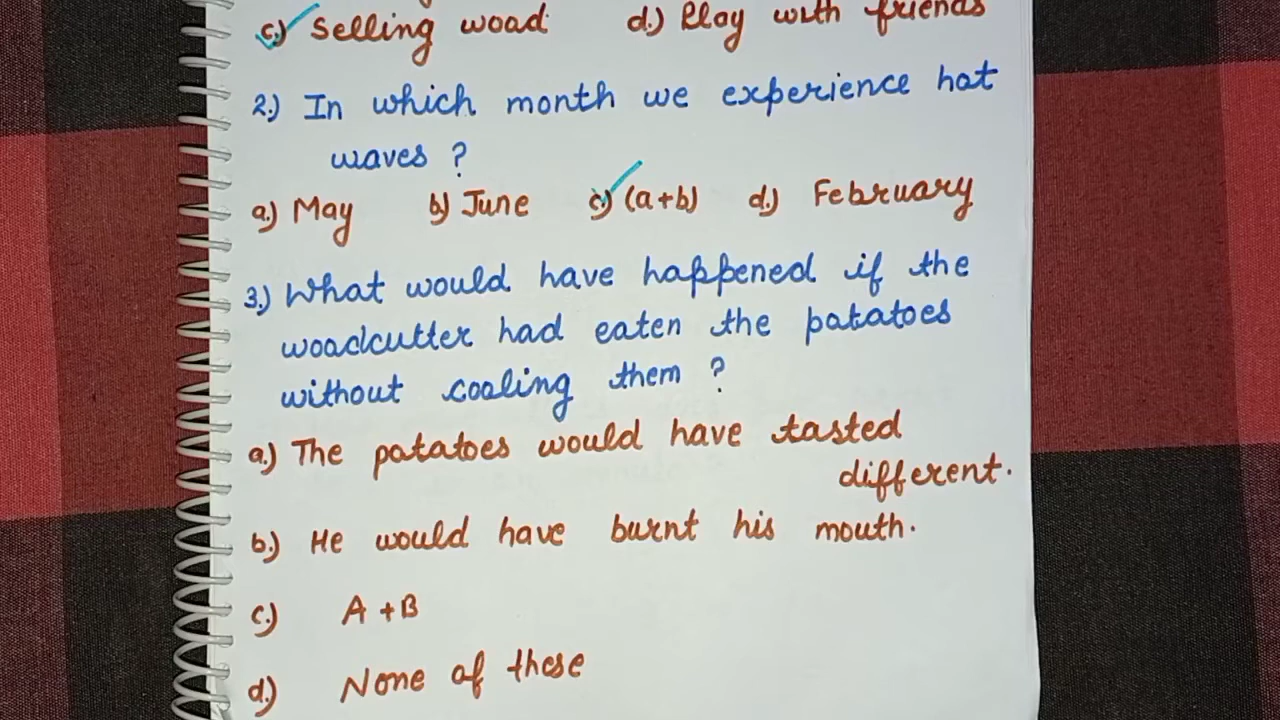 c.) Selling wood d.) Play with friends
2.) In which month we experience hot
waves ?
a.) May b) June c) (a+b) d.) February
3.) What would have happened if the
woodcutter had eaten the potatoes
without cooling them ?
a.) The potatoes would have tasted
different.
b.) He would have burnt his mouth.
c.) A + B
d.) None of these